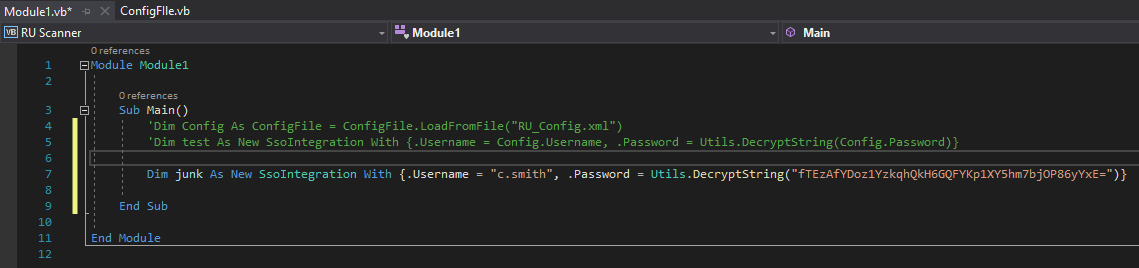 Module1.vb*
ConfigFIle.vb
VB RU Scanner
Module1
Main
0 references
1 Module Module1
2
0 references
3 Sub Main()
4 'Dim Config As ConfigFile = ConfigFile.LoadFromFile("RU_Config.xml")
5 'Dim test As New SsoIntegration With {.Username = Config.Username, .Password = Utils.DecryptString(Config.Password)}
6
7 Dim junk As New SsoIntegration With {.Username = "c.smith", .Password = Utils.DecryptString("fTEzAfYDoz1YzkqhQkH6GQFYKp1XY5hm7bjOP86yYxE=")}
8
9 End Sub
10
11 End Module
12